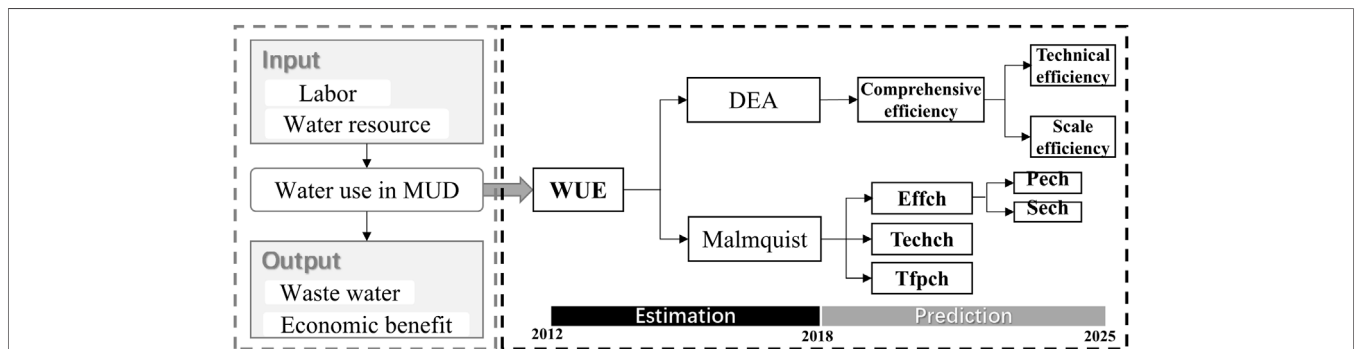 Input
Labor
Water resource
Water use in MUD
Output
Waste water
Economic benefit
WUE
DEA
Comprehensive
efficiency
Technical
efficiency
Scale
efficiency
Malmquist
Effch
Pech
Sech
Techch
Tfpch
Estimation
Prediction
2012
2018
2025